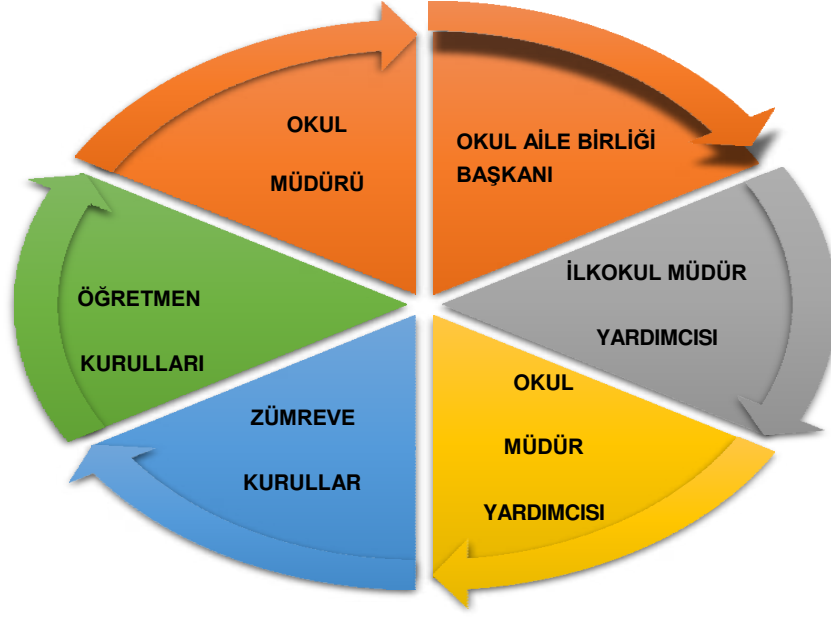 OKUL
MÜDÜRÜ
OKUL AİLE BİRLİĞİ
BAŞKANI
İLKOKUL MÜDÜR
YARDIMCISI
OKUL
MÜDÜR
YARDIMCISI
ZÜMREVE
KURULLAR
ÖĞRETMEN
KURULLARI